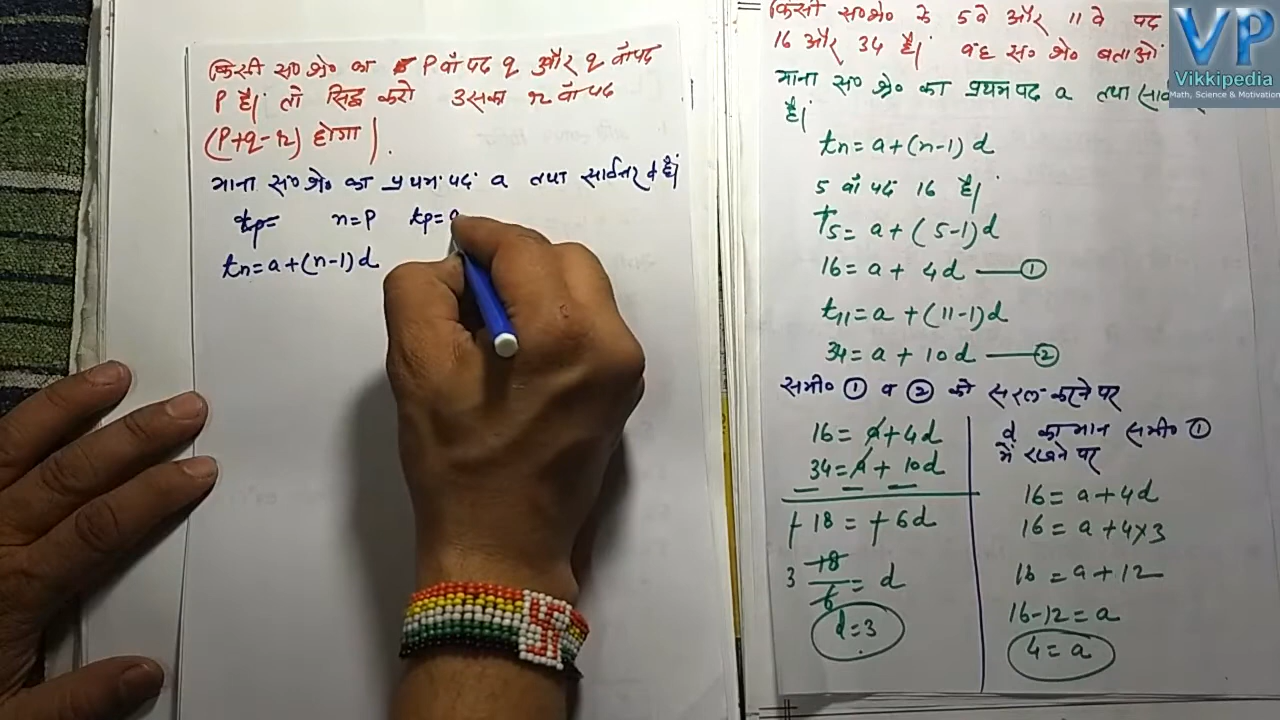 किसी स० श्रे० का P वाँ पद q और q वाँ पद
P है। तो सिद्ध करो उसका r वाँ पद
(P+q-r) होगा।
माना स० श्रे० का प्रथम पद a तथा सार्वन्तर d है।
tp= n=P tp=
tn=a+(n-1)d
किसी स० श्रे० के 5 वे और 11 वे पद
16 और 34 है। वह स० श्रे० बताओं
माना स० श्रे० का प्रथम पद a तथा
है।
tn=a+(n-1)d
5 वाँ पद 16 है।
T5=a+(5-1)d
16=a+4d —①
t11=a+(11-1)d
34=a+10d —②
समी० ① व ② को सरल करने पर
16=a+4d
34=a+10d
-18=-6d
3 -18/-6=d
d=3
d का मान समी० ①
में रखने पर
16=a+4d
16=a+4×3
16=a+12
16-12=a
4=a
VP
Vikkipedia
Math, Science & Motivation